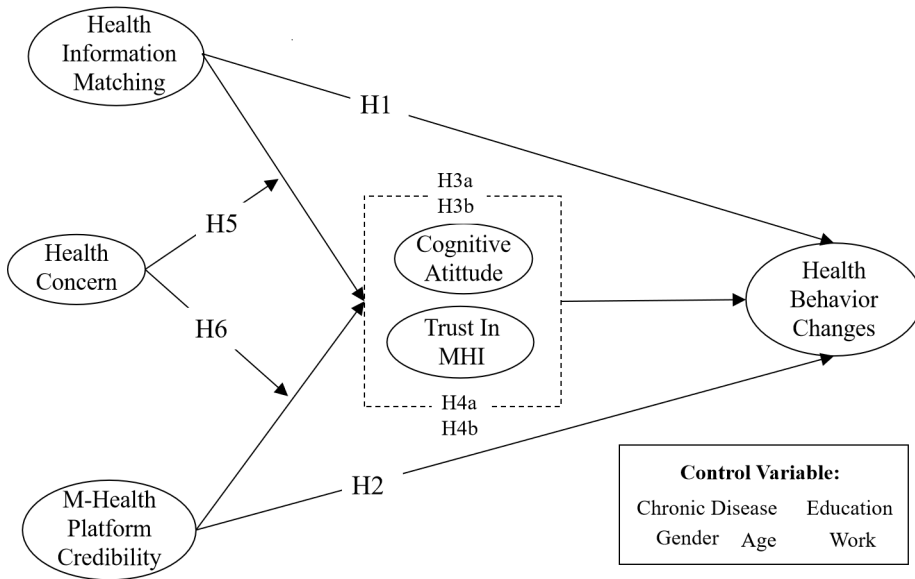 Health
Information
Matching
H1
H3a
H3b
H5
Cognitive
Atittude
Health
Concern
Health
Behavior
Changes
H6
Trust In
MHI
H4a
H4b
M-Health
Platform
Credibility
H2
Control Variable:
Chronic Disease Education
Gender Age Work